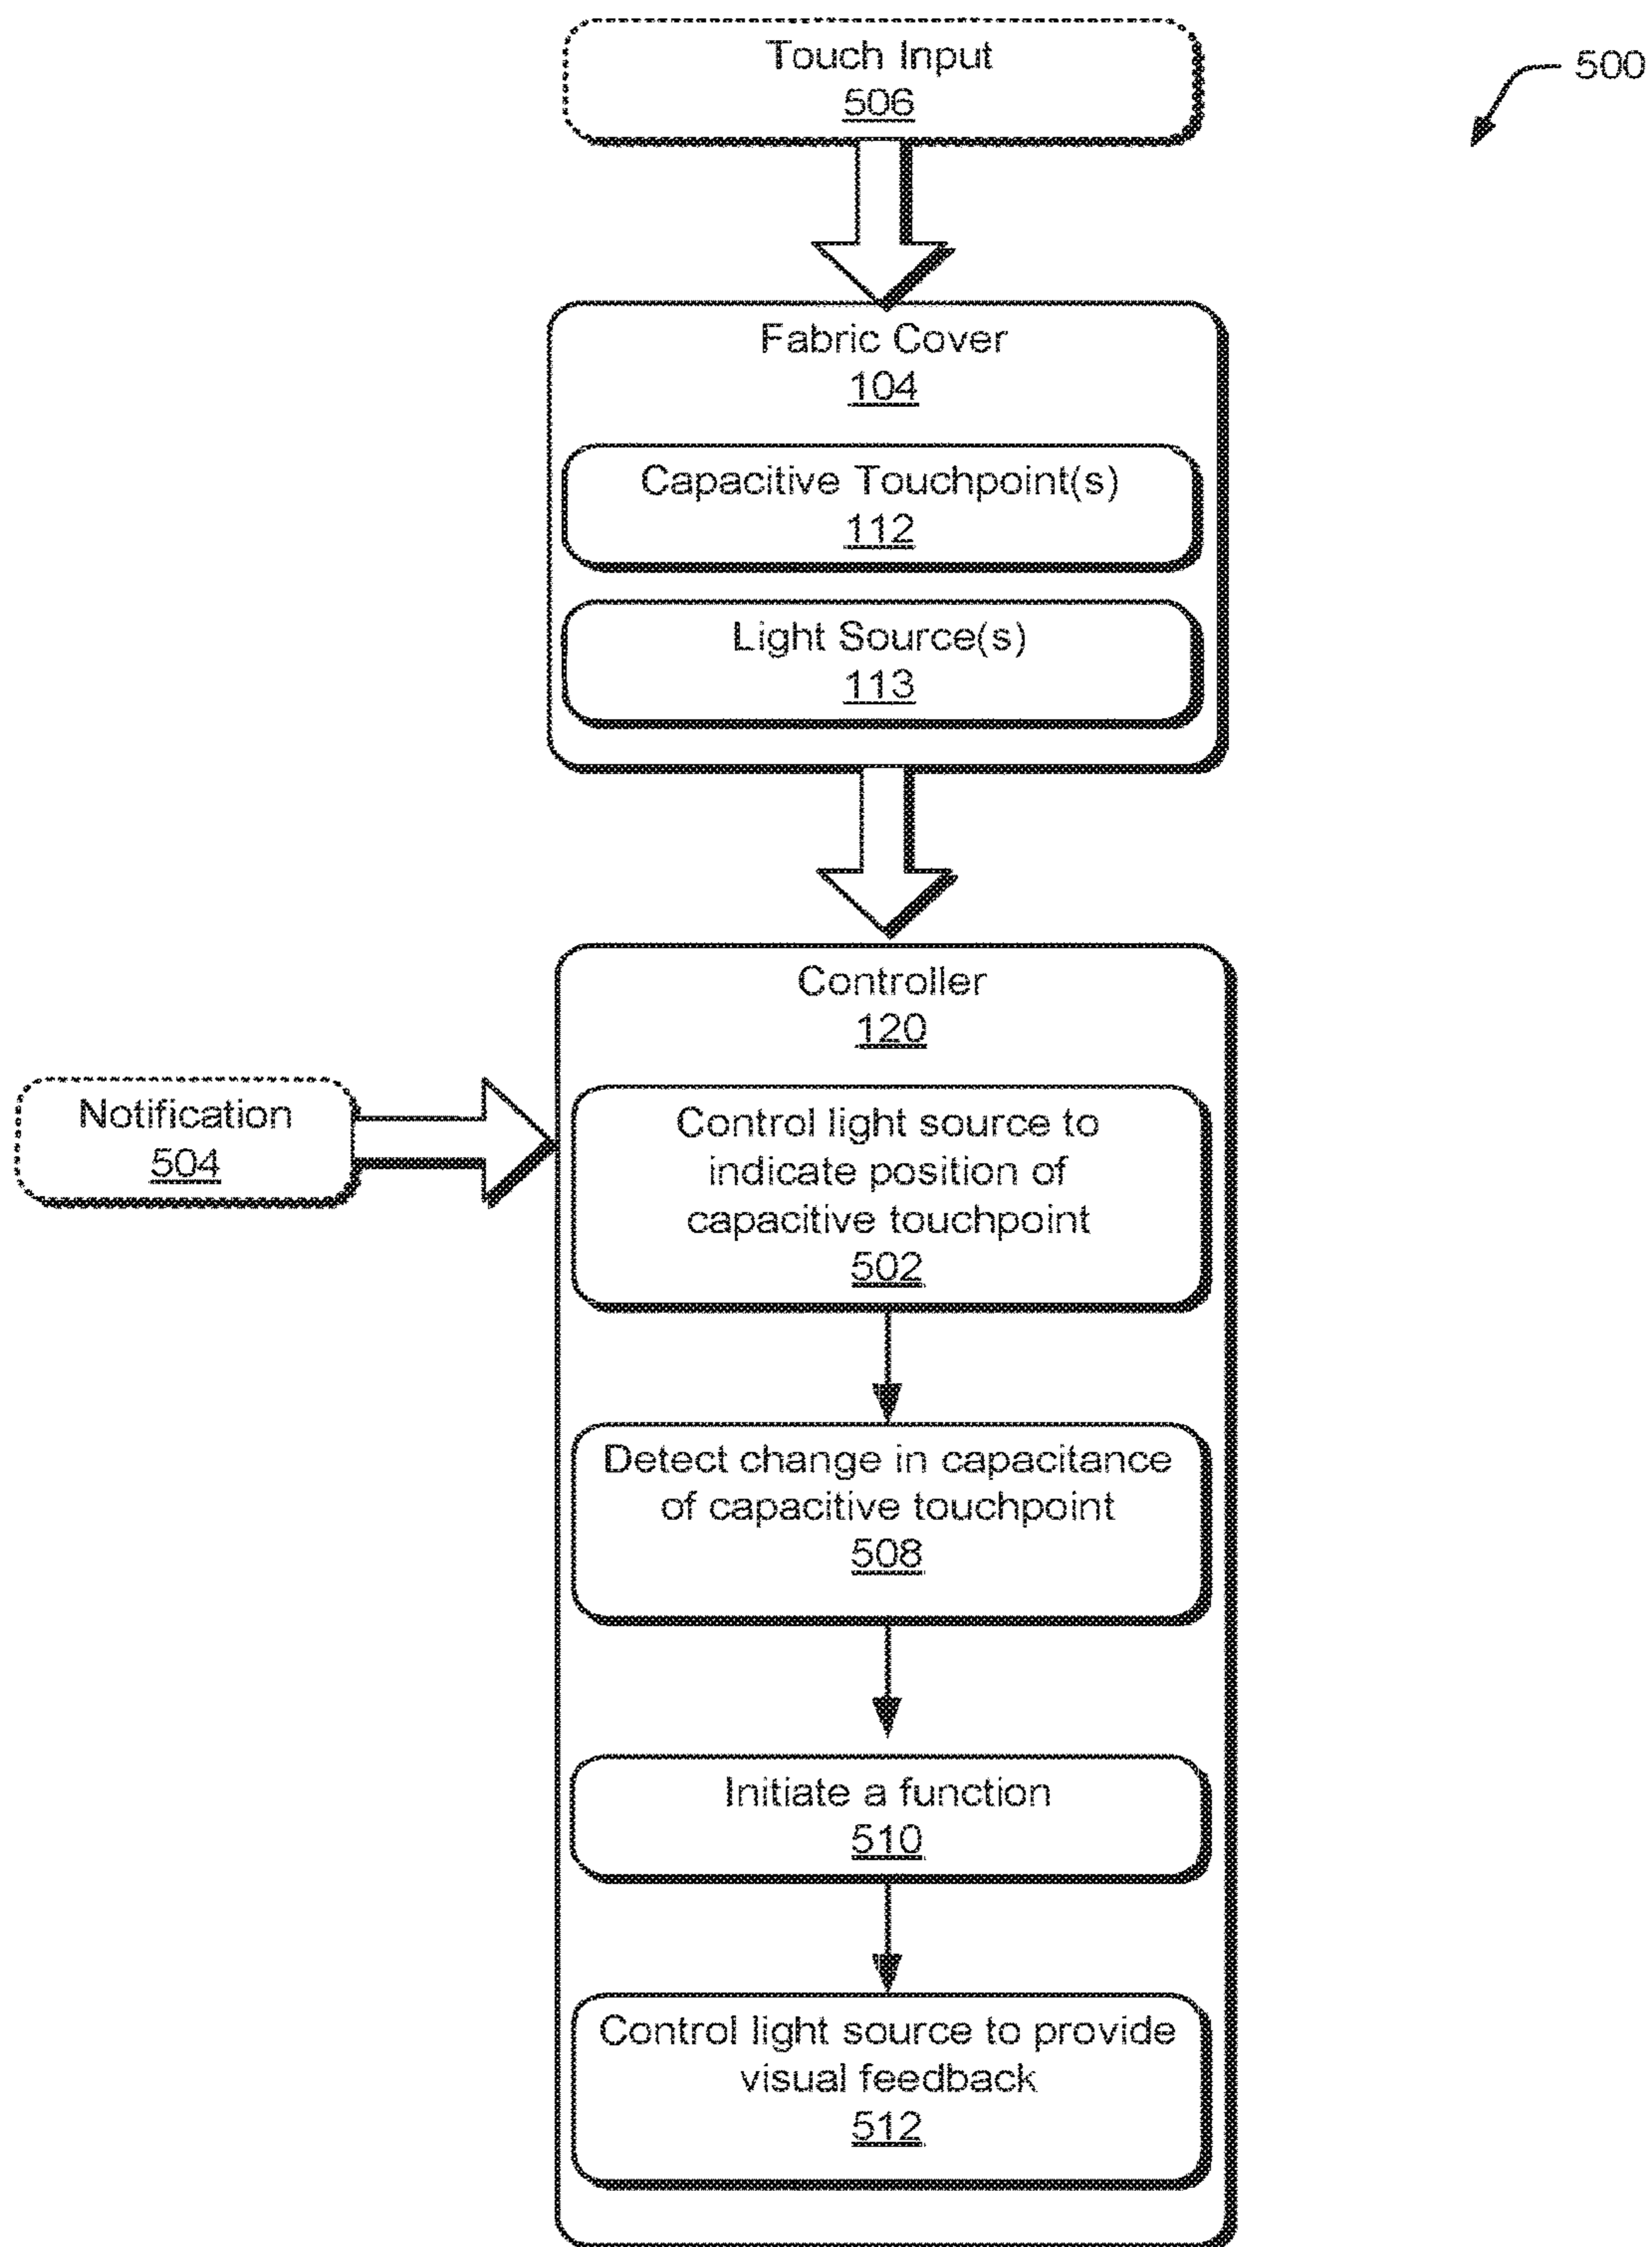 Touch Input
506
500
Fabric Cover
104
Capacitive Touchpoint(s)
112
Light Source(s)
113
Controller
120
Notification
504
Control light source to
indicate position of
capacitive touchpoint
502
Detect change in capacitance
of capacitive touchpoint
508
Initiate a function
510
Control light source to provide
visual feedback
512